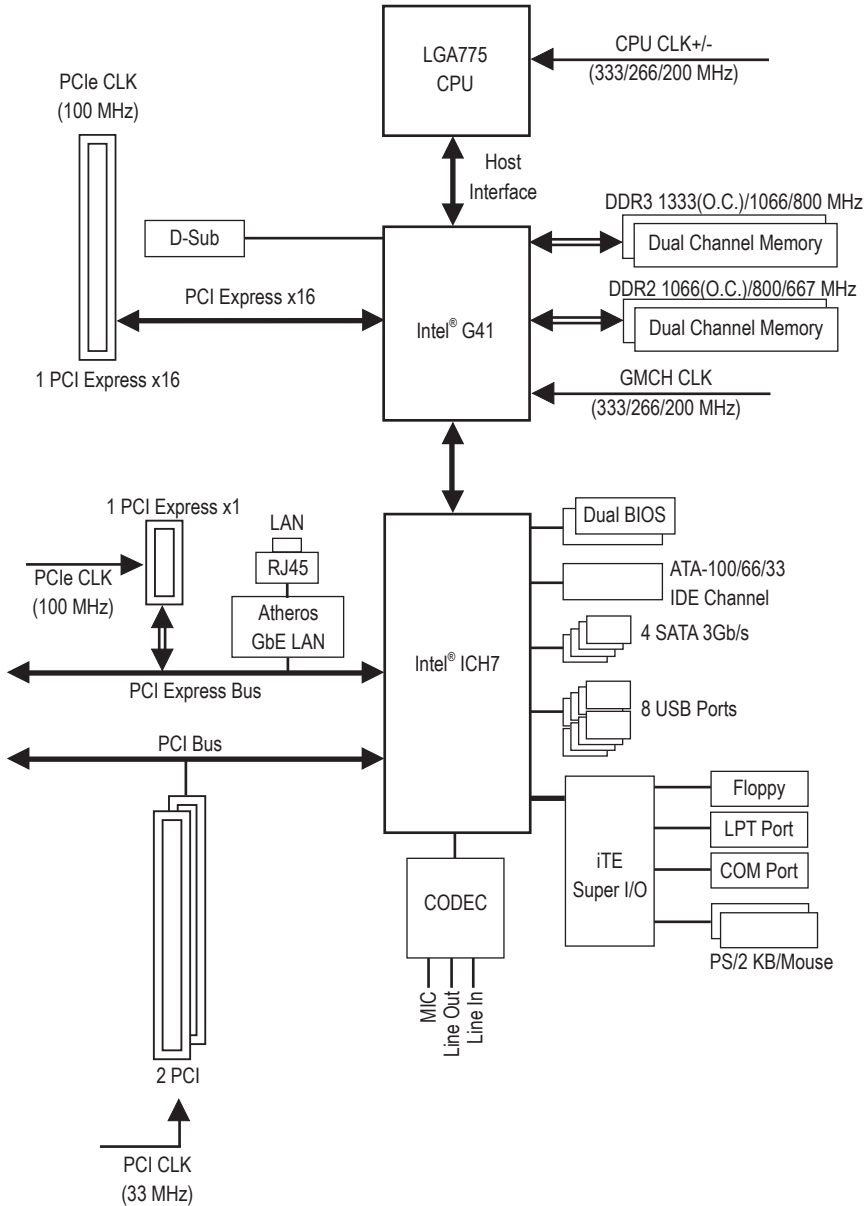 LGA775
CPU
CPU CLK+/-
(333/266/200 MHz)
PCIe CLK
(100 MHz)
Host
Interface
DDR3 1333(O.C.)/1066/800 MHz
Dual Channel Memory
D-Sub
DDR2 1066(O.C.)/800/667 MHz
Dual Channel Memory
PCI Express x16
Intel® G41
1 PCI Express x16
GMCH CLK
(333/266/200 MHz)
1 PCI Express x1
LAN
RJ45
Dual BIOS
PCIe CLK
(100 MHz)
Atheros
GbE LAN
ATA-100/66/33
IDE Channel
4 SATA 3Gb/s
Intel® ICH7
PCI Express Bus
8 USB Ports
PCI Bus
Floppy
LPT Port
iTE
Super I/O
COM Port
CODEC
PS/2 KB/Mouse
MIC
Line Out
Line In
2 PCI
PCI CLK
(33 MHz)